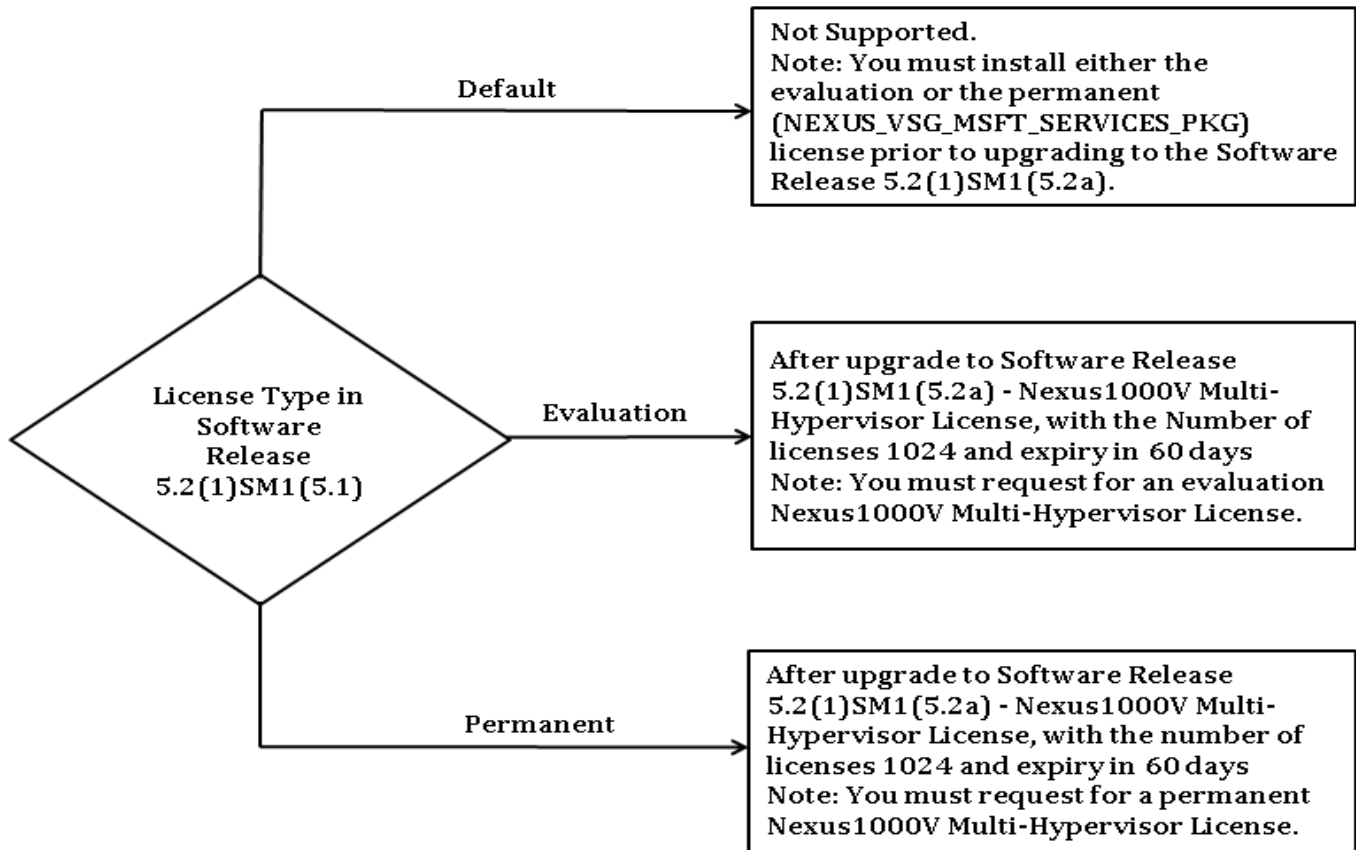 Default
Not Supported.
Note: You must install either the
evaluation or the permanent
(NEXUS_VSG_MSFT_SERVICES_PKG)
license prior to upgrading to the Software
Release 5.2(1)SM1(5.2a).
License Type in
Software
Release
5.2(1)SM1(5.1)
Evaluation
After upgrade to Software Release
5.2(1)SM1(5.2a) - Nexus1000V Multi-
Hypervisor License, with the Number of
licenses 1024 and expiry in 60 days
Note: You must request for an evaluation
Nexus1000V Multi-Hypervisor License.
Permanent
After upgrade to Software Release
5.2(1)SM1(5.2a) - Nexus1000V Multi-
Hypervisor License, with the number of
licenses 1024 and expiry in 60 days
Note: You must request for a permanent
Nexus1000V Multi-Hypervisor License.